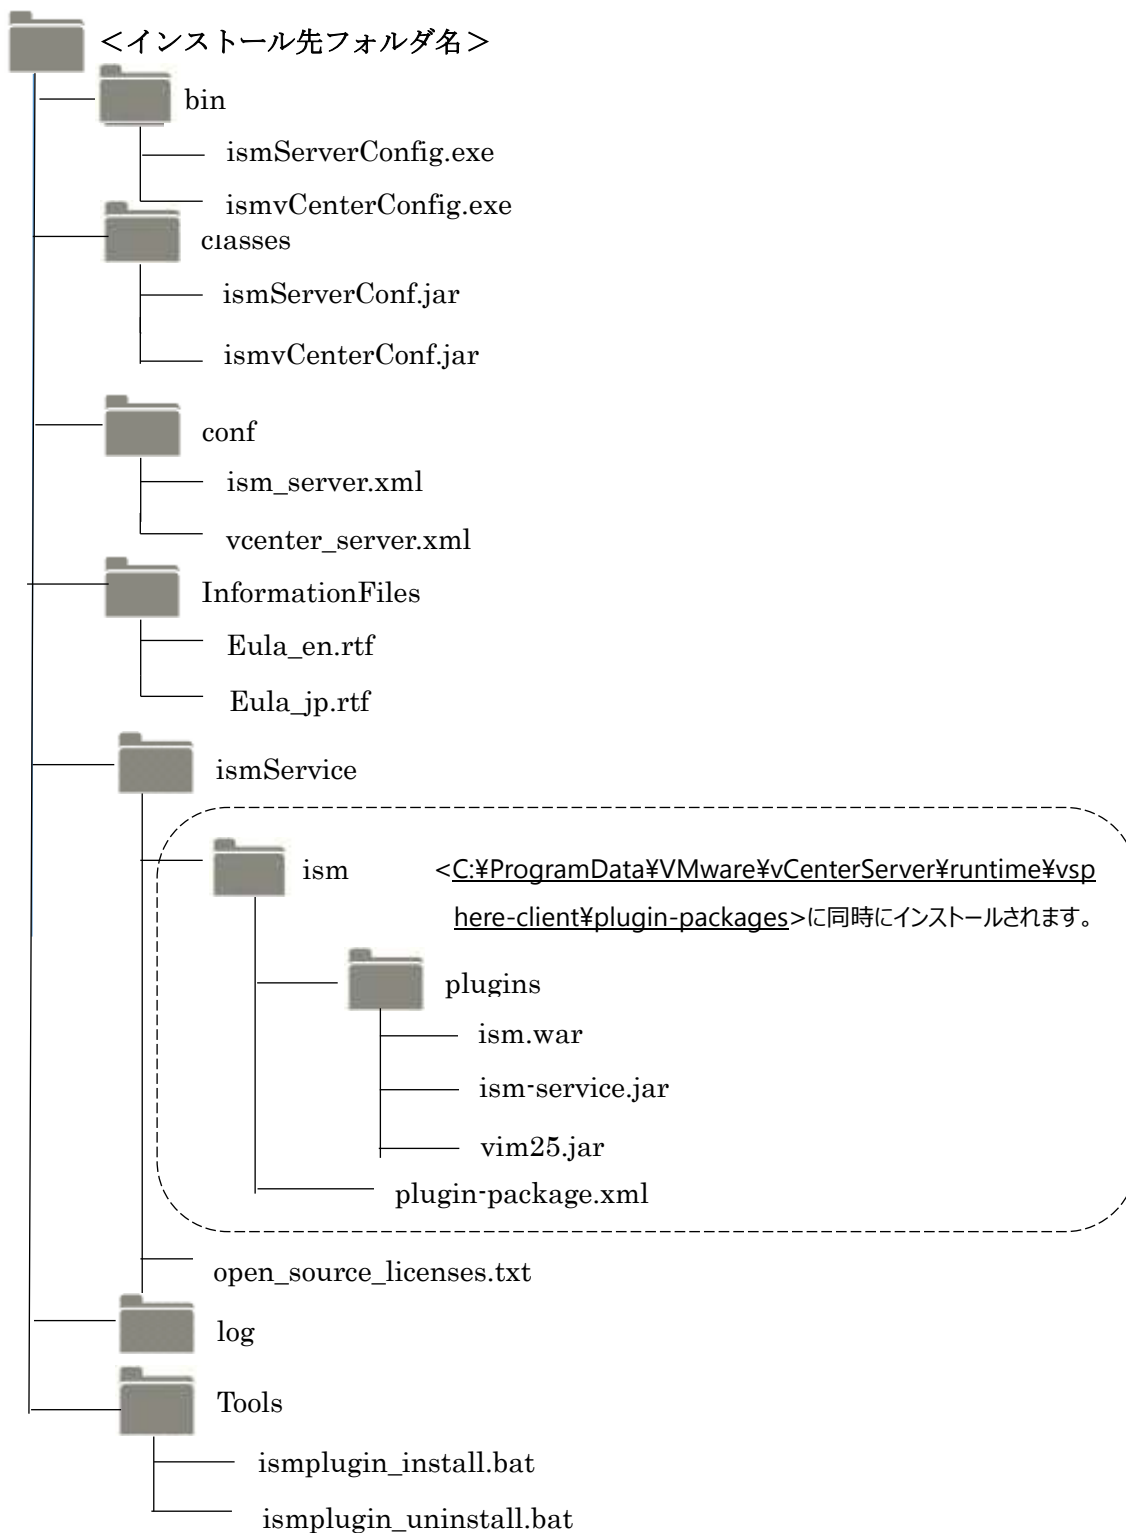 ＜インストール先フォルダ名＞
bin
ismServerConfig.exe
ismvCenterConfig.exe
classes
ismServerConf.jar
ismvCenterConf.jar
conf
ism_server.xml
vcenter_server.xml
InformationFiles
Eula_en.rtf
Eula_jp.rtf
ismService
ism
<C:¥ProgramData¥VMware¥vCenterServer¥runtime¥vsp
here-client¥plugin-packages>に同時にインストールされます。
plugins
ism.war
ism-service.jar
vim25.jar
plugin-package.xml
open_source_licenses.txt
log
Tools
ismplugin_install.bat
ismplugin_uninstall.bat